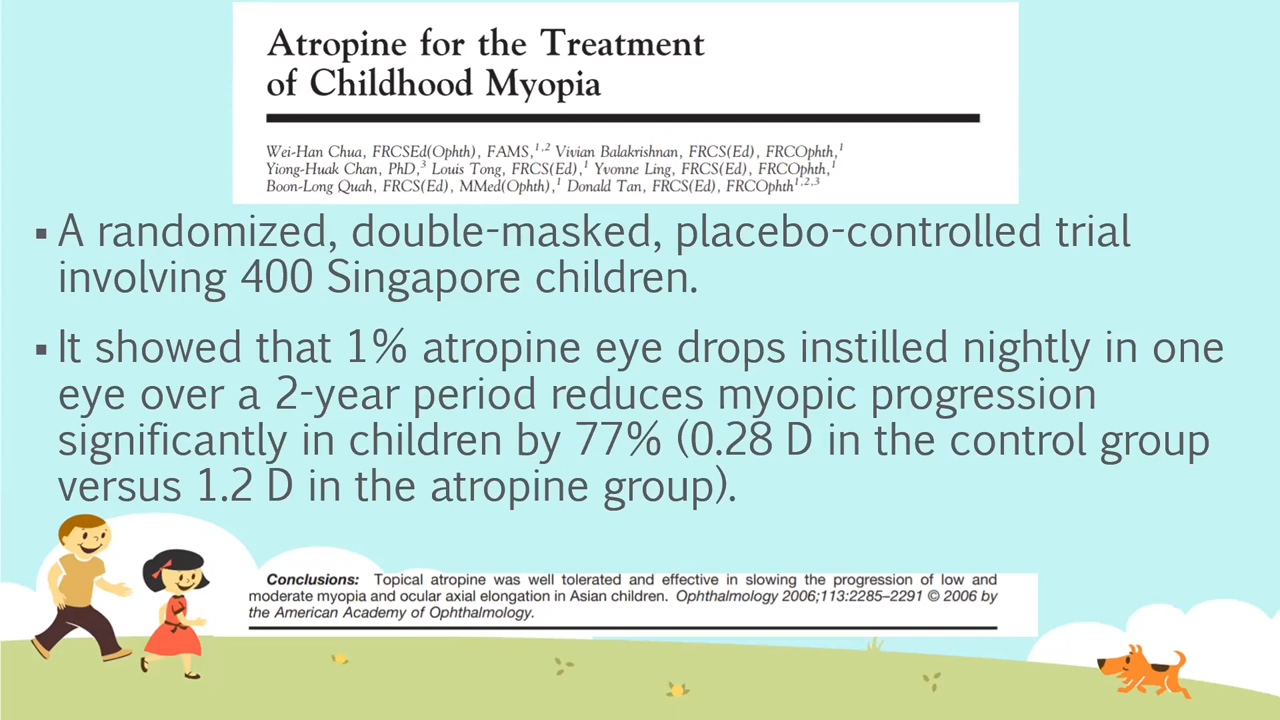 Atropine for the Treatment
of Childhood Myopia
Wei-Han Chua, FRCSEd(Ophth), FAMS,1,2 Vivian Balakrishnan, FRCS(Ed), FRCOphth,1
Yiong-Huak Chan, PhD,3 Louis Tong, FRCS(Ed),1 Yvonne Ling, FRCS(Ed), FRCOphth,1
Boon-Long Quah, FRCS(Ed), MMed(Ophth),1 Donald Tan, FRCS(Ed), FRCOphth1,2,3
▪ A randomized, double-masked, placebo-controlled trial
involving 400 Singapore children.
▪ It showed that 1% atropine eye drops instilled nightly in one
eye over a 2-year period reduces myopic progression
significantly in children by 77% (0.28 D in the control group
versus 1.2 D in the atropine group).
Conclusions: Topical atropine was well tolerated and effective in slowing the progression of low and
moderate myopia and ocular axial elongation in Asian children. Ophthalmology 2006;113:2285–2291 © 2006 by
the American Academy of Ophthalmology.